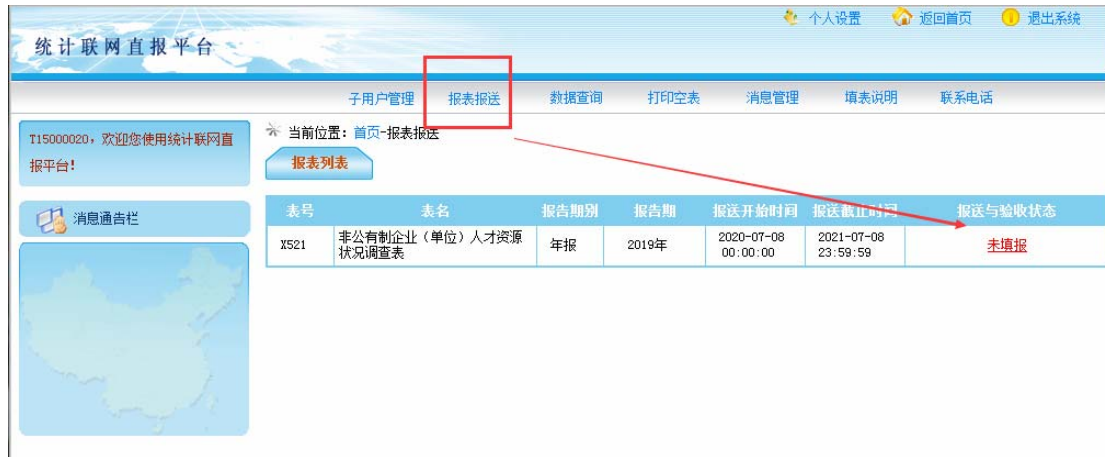 个人设置 返回首页 退出系统
统计联网直报平台
子用户管理 报表报送 数据查询 打印空表 消息管理 填表说明 联系电话
T15000020，欢迎您使用统计联网直
报平台！
当前位置：首页-报表报送
报表列表
消息通告栏
表号 表名 报告期别 报告期 报送开始时间 报送截止时间 报送与验收状态
X521 非公有制企业（单位）人才资源 年报 2019年 2020-07-08 2021-07-08 未填报
状况调查表 00:00:00 23:59:59